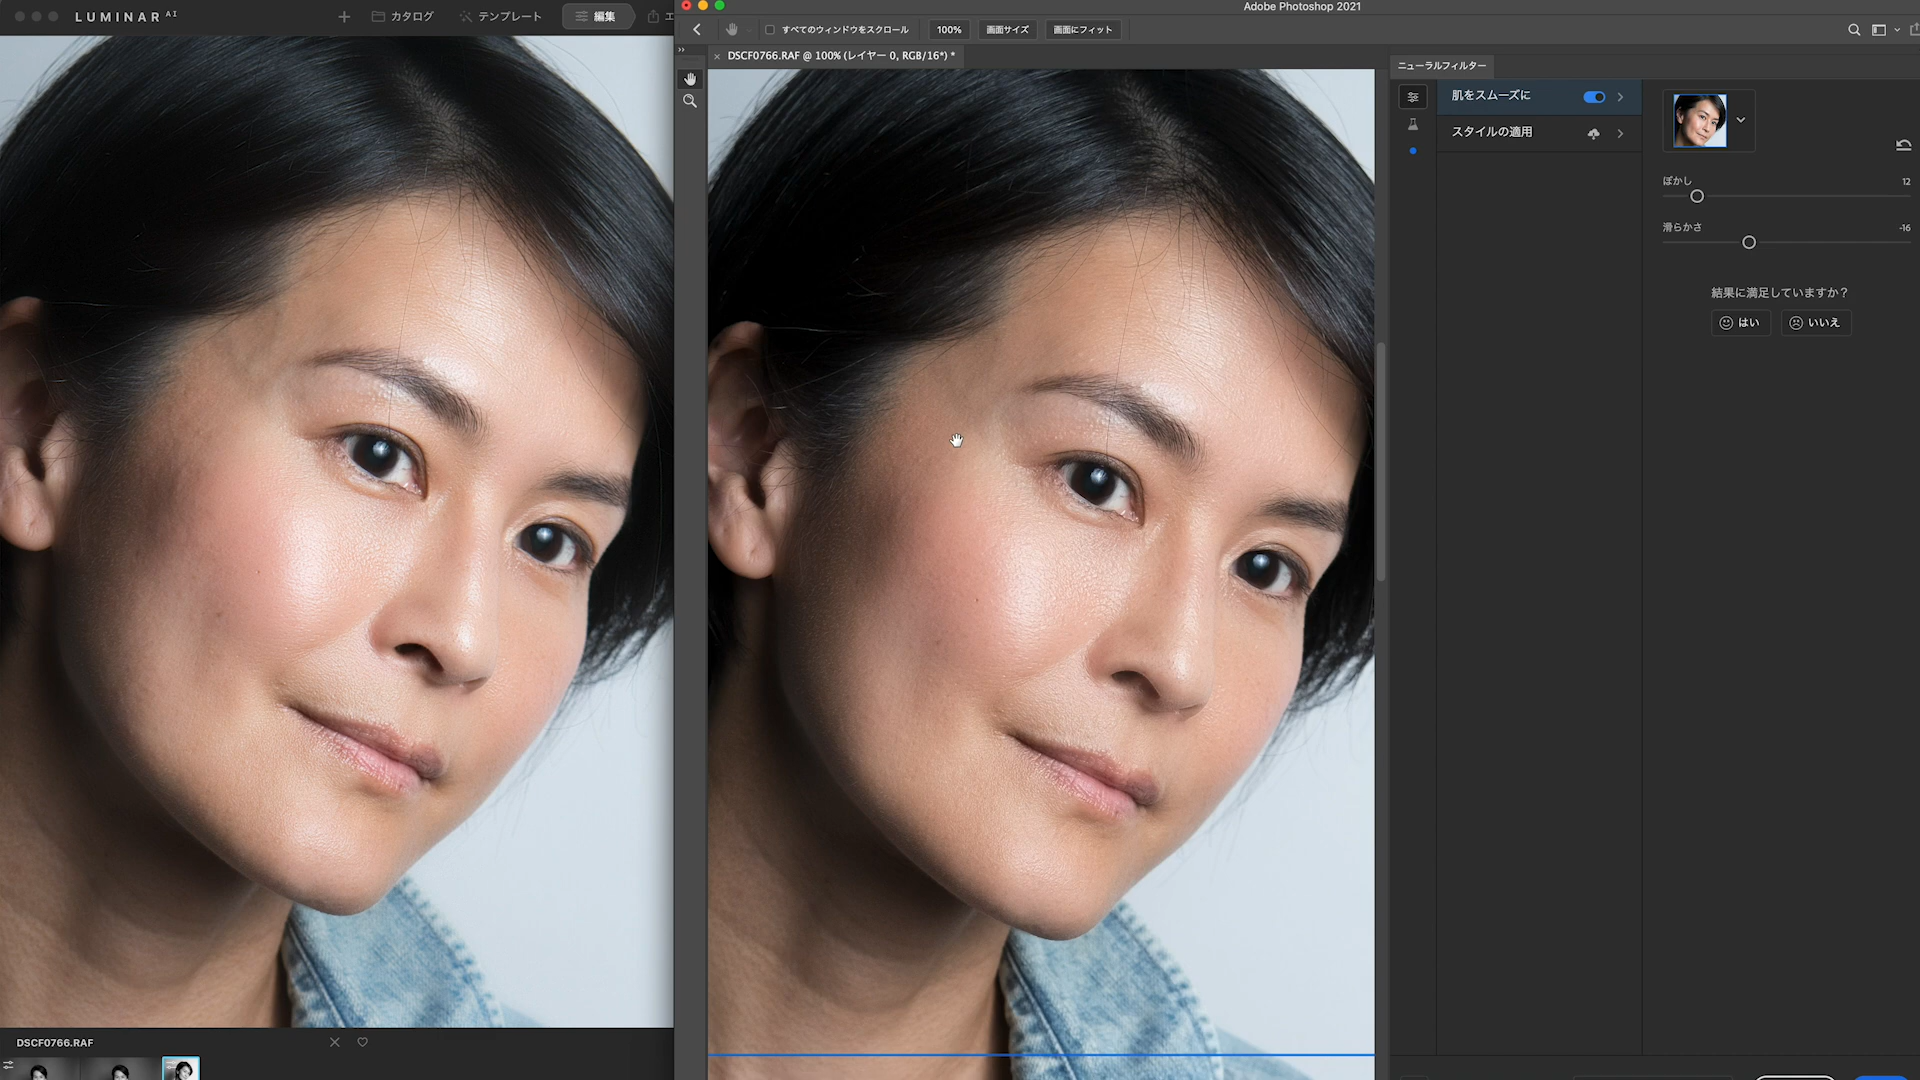 LUMINAR AI
カタログ
テンプレート
編集
エ
Adobe Photoshop 2021
すべてのウィンドウをスクロール
100%
画面サイズ
画面にフィット
DSCF0766.RAF @ 100% (レイヤー 0, RGB/16*) *
ニューラルフィルター
肌をスムーズに
スタイルの適用
ぼかし
12
滑らかさ
-16
結果に満足していますか？
はい
いいえ
DSCF0766.RAF